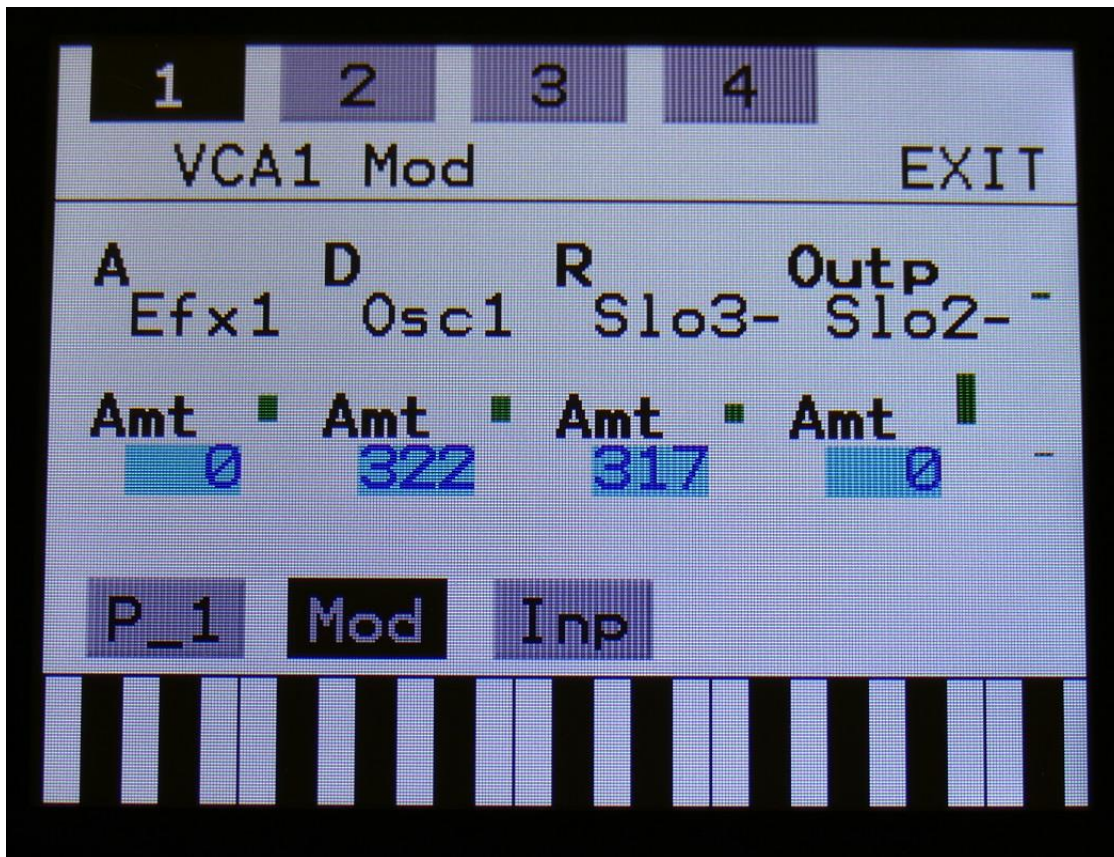 1 2 3 4
VCA1 Mod EXIT
A D R Outp
Efx1 Osc1 Slo3- Slo2-
Amt Amt Amt Amt
0 322 317 0
P_1 Mod Inp